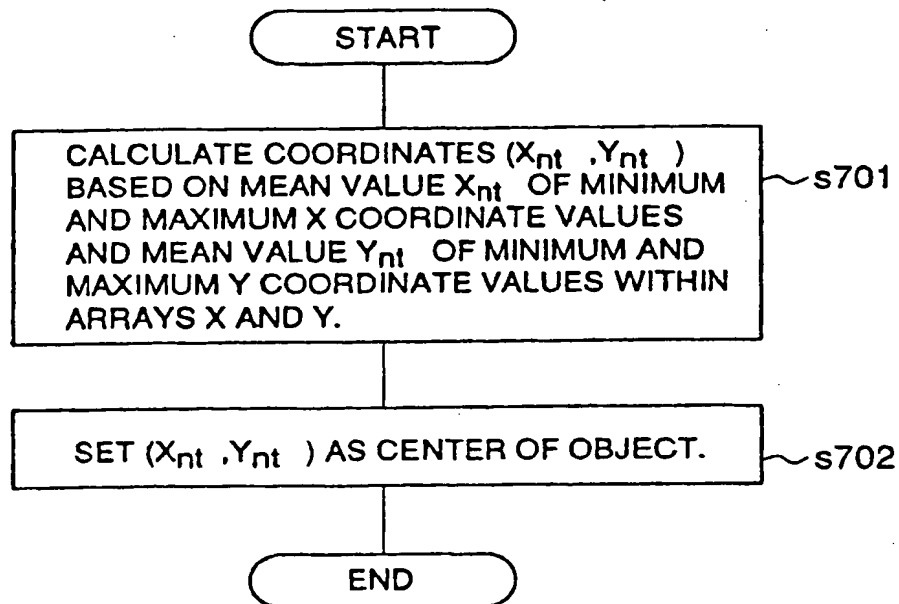 START
CALCULATE COORDINATES (Xnt ,Ynt )
BASED ON MEAN VALUE Xnt OF MINIMUM
AND MAXIMUM X COORDINATE VALUES
AND MEAN VALUE Ynt OF MINIMUM AND
MAXIMUM Y COORDINATE VALUES WITHIN
ARRAYS X AND Y.
s701
SET (Xnt ,Ynt ) AS CENTER OF OBJECT.
s702
END